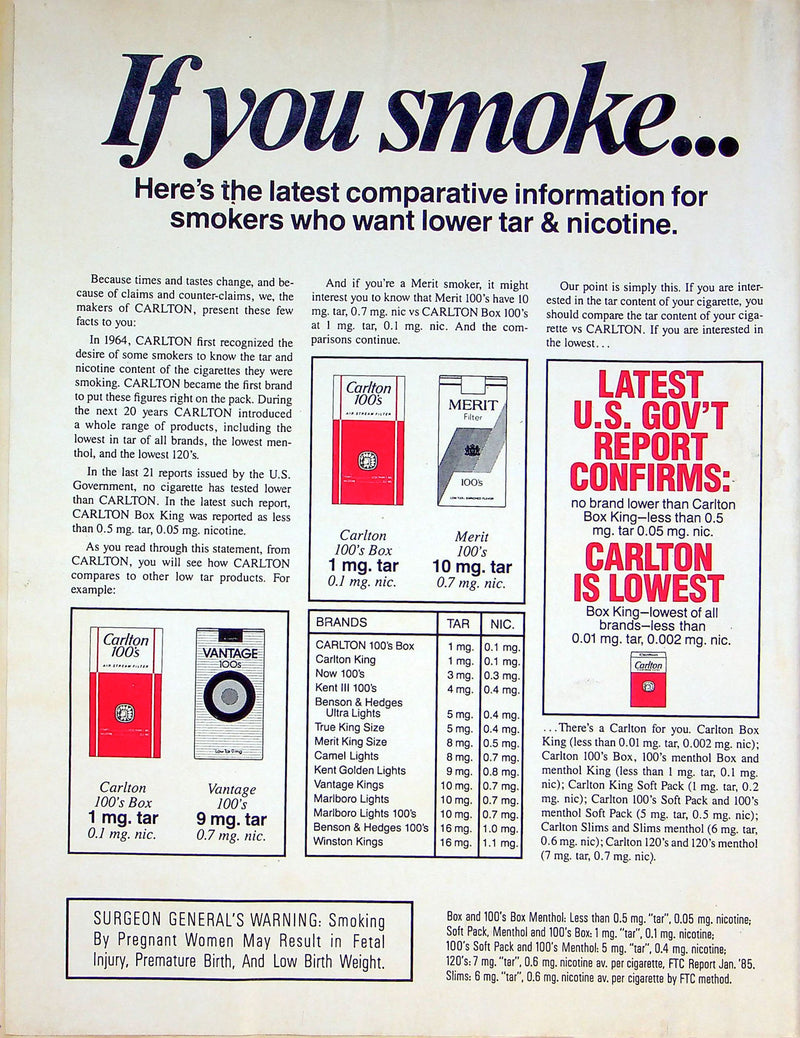 If you smoke...
Here's the latest comparative information for
smokers who want lower tar & nicotine.
Because times and tastes change, and be-
cause of claims and counter-claims, we, the
makers of CARLTON, present these few
facts to you:
In 1964, CARLTON first recognized the
desire of some smokers to know the tar and
nicotine content of the cigarettes they were
smoking. CARLTON became the first brand
to put these figures right on the pack. During
the next 20 years CARLTON introduced
a whole range of products, including the
lowest in tar of all brands, the lowest men-
thol, and the lowest 120's.
In the last 21 reports issued by the U.S.
Government, no cigarette has tested lower
than CARLTON. In the latest such report,
CARLTON Box King was reported as less
than 0.5 mg. tar, 0.05 mg. nicotine.
As you read through this statement, from
CARLTON, you will see how CARLTON
compares to other low tar products. For
example:
Carlton
100's
AIR-STREAM FILTER
VANTAGE
100s
Low Tar 9 mg
Carlton
100's Box
1 mg. tar
0.1 mg. nic.
Vantage
100's
9 mg. tar
0.7 mg. nic.
And if you're a Merit smoker, it might
interest you to know that Merit 100's have 10
mg. tar, 0.7 mg. nic vs CARLTON Box 100's
at 1 mg. tar, 0.1 mg. nic. And the com-
parisons continue.
Carlton
100's
AIR-STREAM FILTER
MERIT
Filter
100's
LOW TAR - ENRICHED FLAVOR
Carlton
100's Box
1 mg. tar
0.1 mg. nic.
Merit
100's
10 mg. tar
0.7 mg. nic.
BRANDS TAR NIC.
CARLTON 100's Box 1 mg. 0.1 mg.
Carlton King 1 mg. 0.1 mg.
Now 100's 3 mg. 0.3 mg.
Kent III 100's 4 mg. 0.4 mg.
Benson & Hedges
Ultra Lights 5 mg. 0.4 mg.
True King Size 5 mg. 0.4 mg.
Merit King Size 8 mg. 0.5 mg.
Camel Lights 8 mg. 0.7 mg.
Kent Golden Lights 9 mg. 0.8 mg.
Vantage Kings 10 mg. 0.7 mg.
Marlboro Lights 10 mg. 0.7 mg.
Marlboro Lights 100's 10 mg. 0.7 mg.
Benson & Hedges 100's 16 mg. 1.0 mg.
Winston Kings 16 mg. 1.1 mg.
Our point is simply this. If you are inter-
ested in the tar content of your cigarette, you
should compare the tar content of your ciga-
rette vs CARLTON. If you are interested in
the lowest...
LATEST
U.S. GOV'T
REPORT
CONFIRMS:
no brand lower than Carlton
Box King—less than 0.5
mg. tar 0.05 mg. nic.
CARLTON
IS LOWEST
Box King—lowest of all
brands—less than
0.01 mg. tar, 0.002 mg. nic.
Carlton
...There's a Carlton for you. Carlton Box
King (less than 0.01 mg. tar, 0.002 mg. nic);
Carlton 100's Box, 100's menthol Box and
menthol King (less than 1 mg. tar, 0.1 mg.
nic); Carlton King Soft Pack (1 mg. tar, 0.2
mg. nic); Carlton 100's Soft Pack and 100's
menthol Soft Pack (5 mg. tar, 0.5 mg. nic);
Carlton Slims and Slims menthol (6 mg. tar,
0.6 mg. nic); Carlton 120's and 120's menthol
(7 mg. tar, 0.7 mg. nic).
SURGEON GENERAL'S WARNING: Smoking
By Pregnant Women May Result in Fetal
Injury, Premature Birth, And Low Birth Weight.
Box and 100's Box Menthol: Less than 0.5 mg. "tar", 0.05 mg. nicotine;
Soft Pack, Menthol and 100's Box: 1 mg. "tar", 0.1 mg. nicotine;
100's Soft Pack and 100's Menthol: 5 mg. "tar", 0.4 mg. nicotine;
120's: 7 mg. "tar", 0.6 mg. nicotine av. per cigarette, FTC Report Jan. '85.
Slims: 6 mg. "tar", 0.6 mg. nicotine av. per cigarette by FTC method.